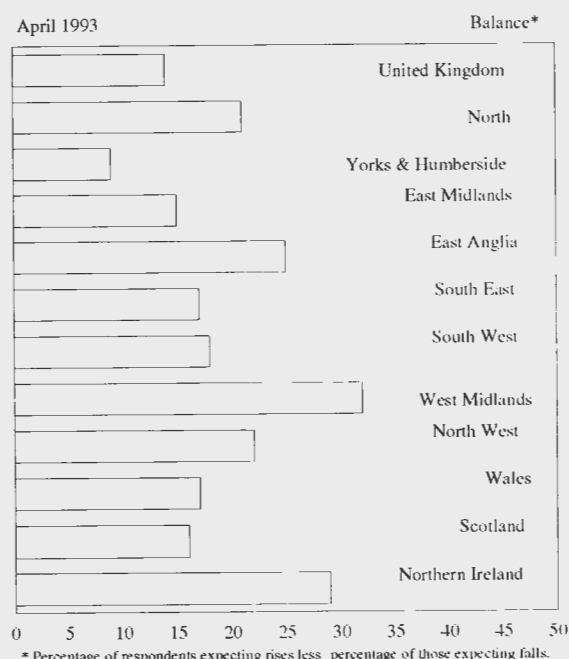 April 1993 Balance*
United Kingdom
North
Yorks & Humberside
East Midlands
East Anglia
South East
South West
West Midlands
North West
Wales
Scotland
Northern Ireland
0 5 10 15 20 25 30 35 40 45 50
* Percentage of respondents expecting rises less percentage of those expecting falls.